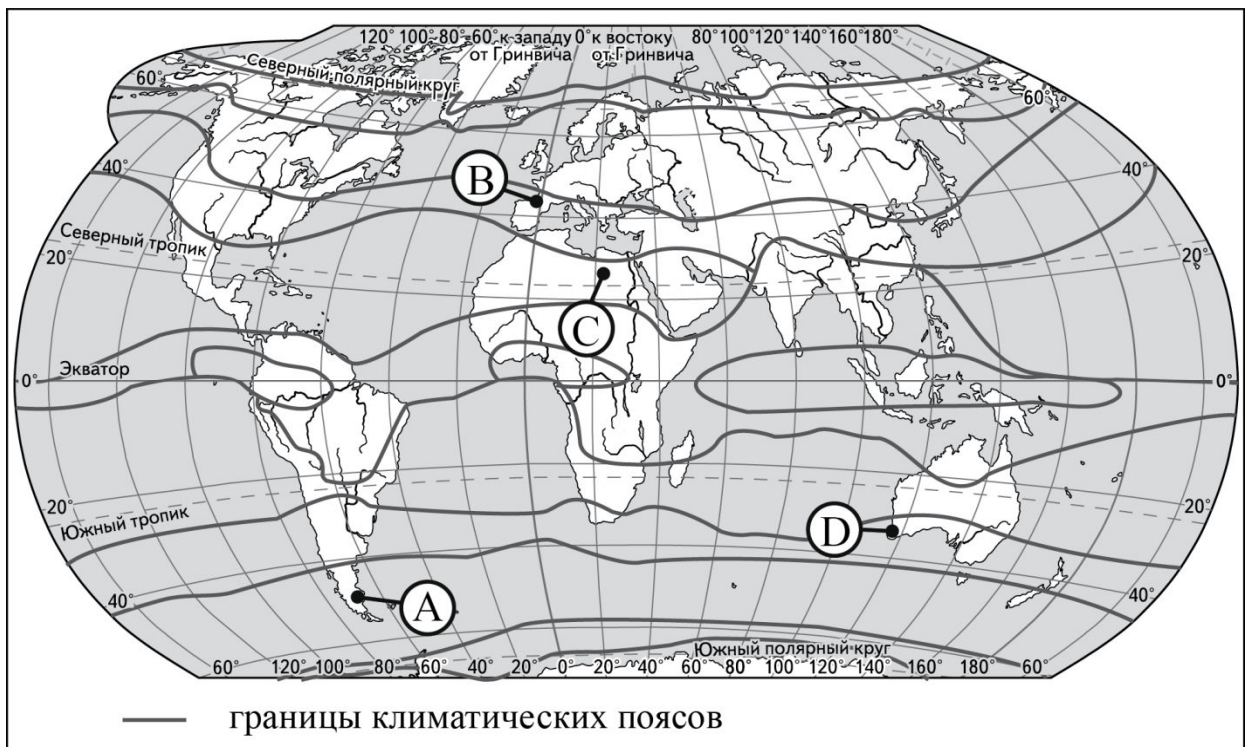 120° 100° 80° 60° к западу 0° к востоку 80° 100° 120° 140° 160° 180°
от Гринвича от Гринвича
Северный полярный круг
60° 60°
40° B 40°
Северный тропик
20° 20°
C
Экватор
0° 0°
20° 20°
Южный тропик D
40° 40°
A
Южный полярный круг
60° 120° 100° 80° 60° 40° 20° 0° 20° 40° 60° 80° 100° 120° 140° 160° 180° 60°
границы климатических поясов